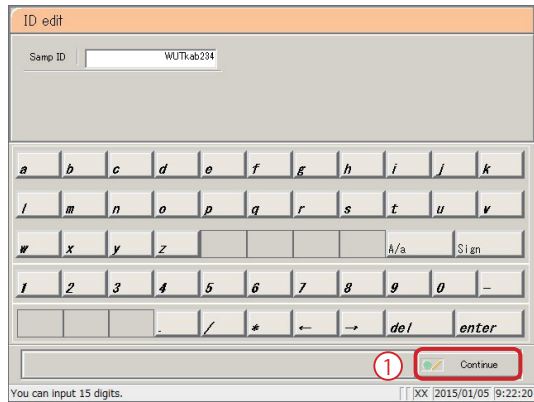 ID edit
Samp ID WUTkab234
a b c d e f g h i j k
l m n o p q r s t u v
w x y z A/a Sign
1 2 3 4 5 6 7 8 9 0 -
. / * ← → del enter
1 Continue
You can input 15 digits. XX 2015/01/05 9:22:20